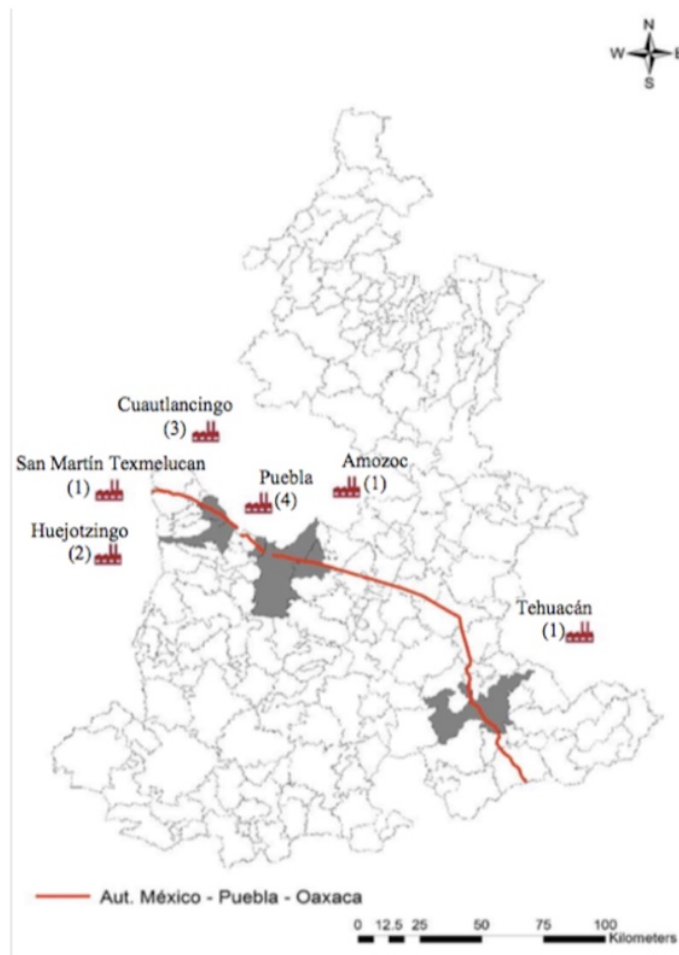 N
W E
S
Cuautlancingo
(3)
San Martín Texmelucan
(1)
Puebla
(4)
Amozoc
(1)
Huejotzingo
(2)
Tehuacán
(1)
Aut. México - Puebla - Oaxaca
0 12.5 25 50 75 100
Kilometers